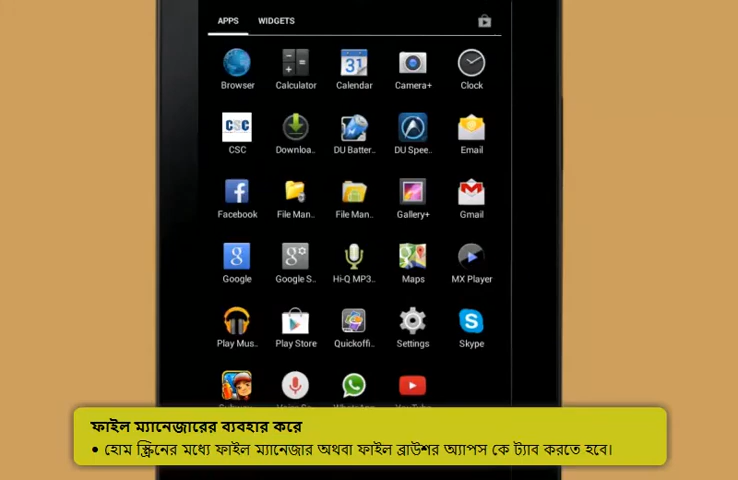 APPS WIDGETS
31
Browser Calculator Calendar Camera+ Clock
CSC
CSC Downloa.. DU Batter.. DU Spee.. Email
Facebook File Man.. File Man.. Gallery+ Gmail
Google Google S.. Hi-Q MP3.. Maps MX Player
Play Mus.. Play Store Quickoffi.. Settings Skype
ফাইল ম্যানেজারের ব্যবহার করে
• হোম স্ক্রিনের মধ্যে ফাইল ম্যানেজার অথবা ফাইল ব্রাউশর অ্যাপস কে ট্যাব করতে হবে।